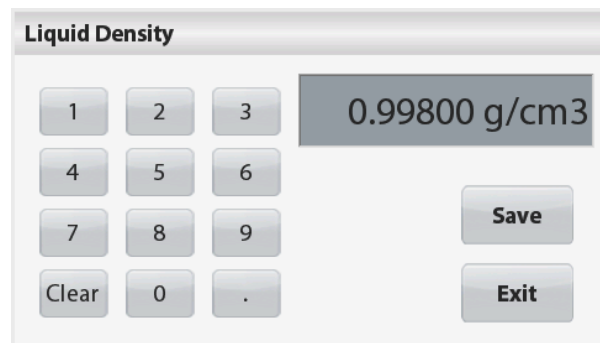 Liquid Density
0.99800 g/cm3
1 2 3
4 5 6
7 8 9
Clear 0 .
Save
Exit